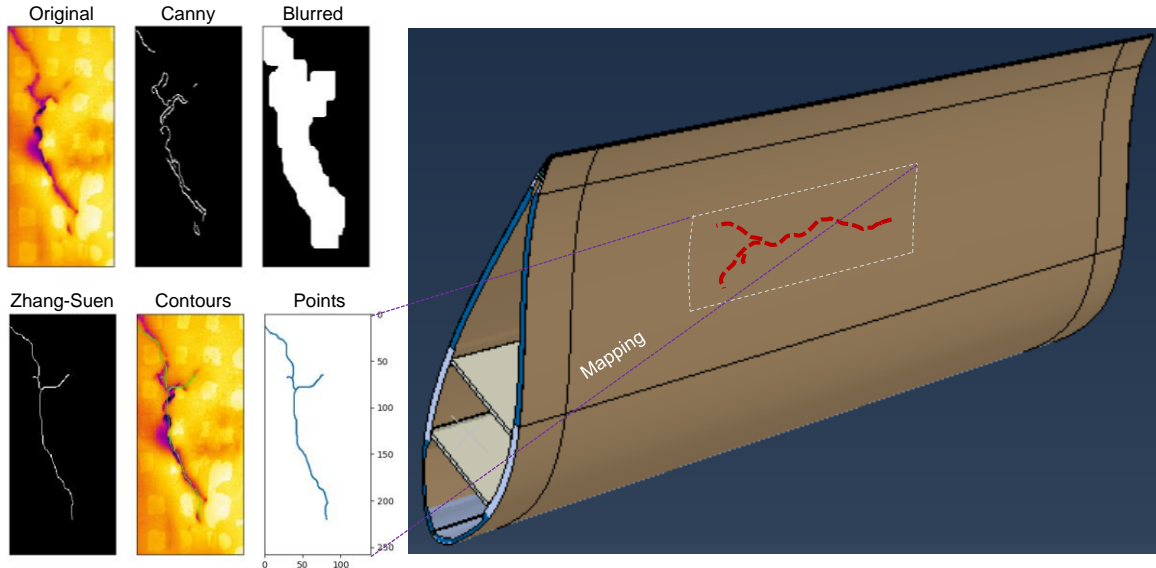 Original
Canny
Blurred
Zhang-Suen
Contours
Points
0
50
100
150
200
250
0
50
100
Mapping